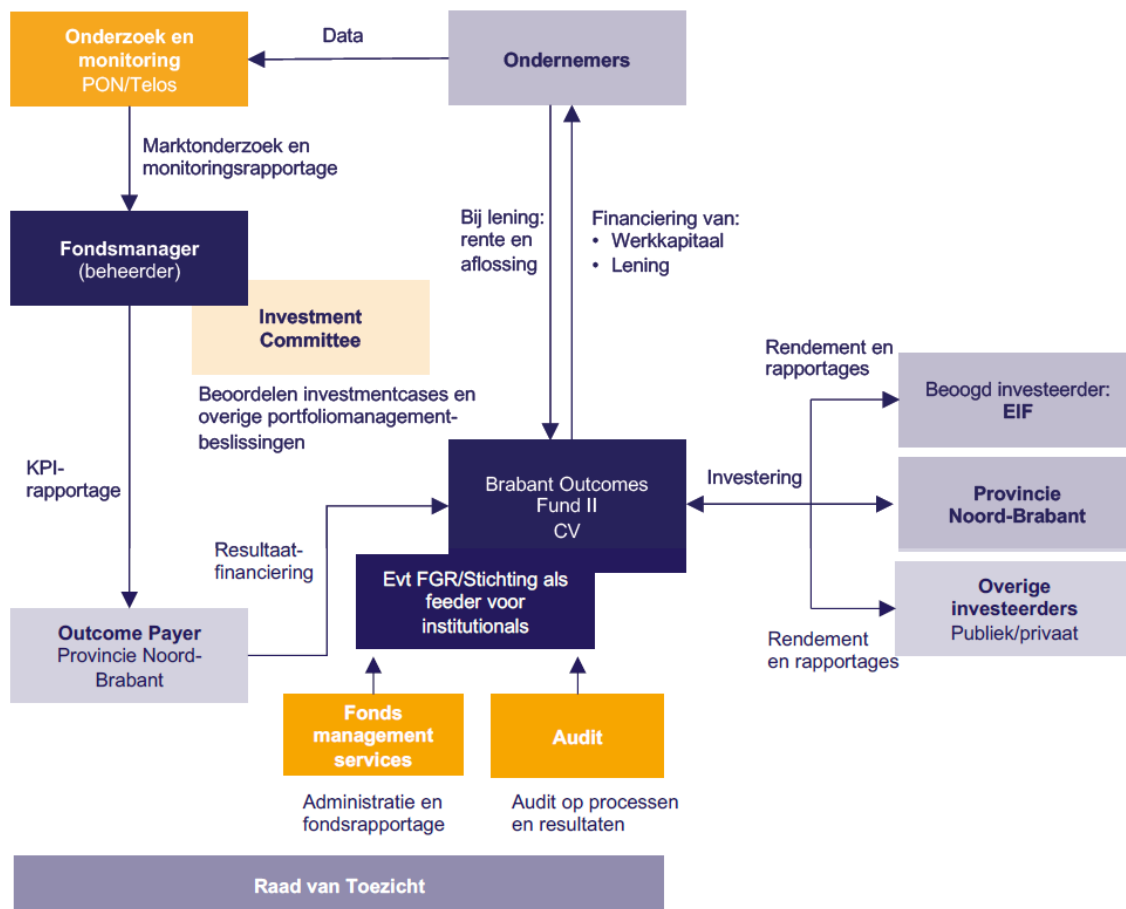 Onderzoek en
monitoring
PON/Telos
Data
Ondernemers
Marktonderzoek en
monitoringsrapportage
Fondsmanager
(beheerder)
Bij lening:
rente en
aflossing
Financiering van:
• Werkkapitaal
• Lening
Investment
Committee
Beoordelen investmentcases en
overige portfoliomanagement-
beslissingen
Rendement en
rapportages
Beoogd investeerder:
EIF
KPI-
rapportage
Brabant Outcomes
Fund II
CV
Investering
Provincie
Noord-Brabant
Resultaat-
financiering
Evt FGR/Stichting als
feeder voor
institutionals
Overige
investeerders
Publiek/privaat
Outcome Payer
Provincie Noord-
Brabant
Rendement
en rapportages
Fonds
management
services
Audit
Administratie en
fondsrapportage
Audit op processen
en resultaten
Raad van Toezicht